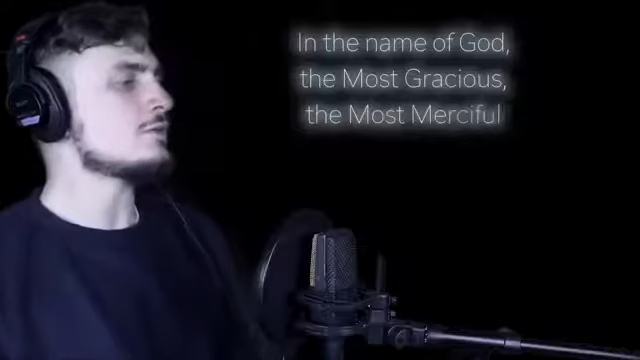 In the name of God,
the Most Gracious,
the Most Merciful